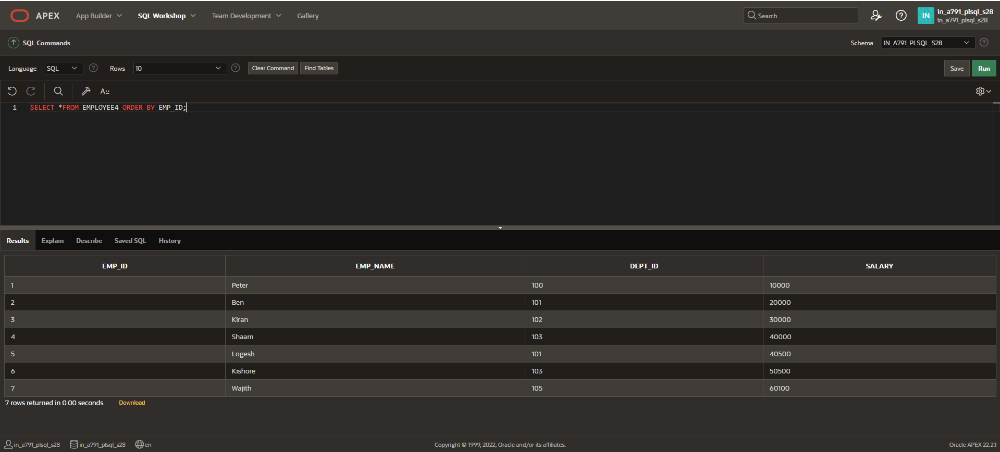 APEX App Builder SQL Workshop Team Development Gallery Search IN in_a791_plsql_s28
in_a791_plsql_s28
SQL Commands Schema IN_A791_PLSQL_S28
Language SQL Rows 10 Clear Command Find Tables Save Run
A::
1 SELECT *FROM EMPLOYEE4 ORDER BY EMP_ID;
Results Explain Describe Saved SQL History
EMP_ID EMP_NAME DEPT_ID SALARY
1 Peter 100 10000
2 Ben 101 20000
3 Kiran 102 30000
4 Shaam 103 40000
5 Logesh 101 40500
6 Kishore 103 50500
7 Wajith 105 60100
7 rows returned in 0.00 seconds Download
in_a791_plsql_s28 in_a791_plsql_s28 en Copyright © 1999, 2022, Oracle and/or its affiliates. Oracle APEX 22.2.1